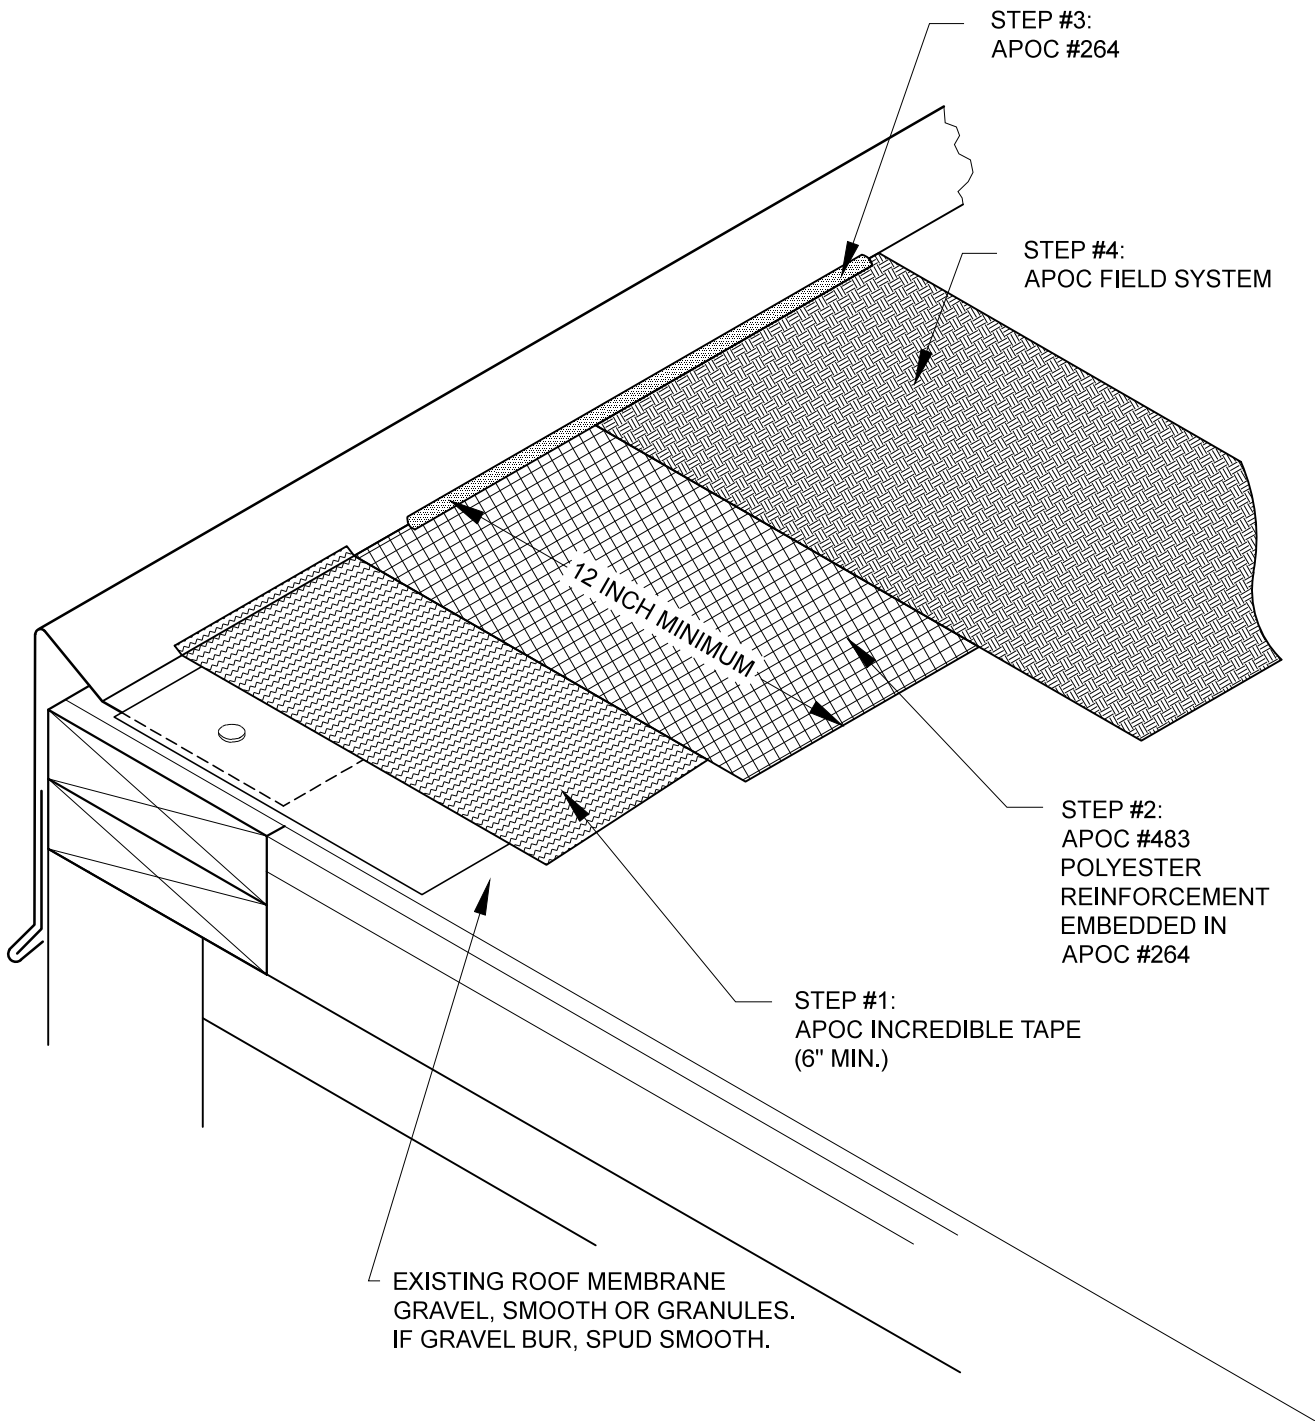 STEP #3:
APOC #264
STEP #4:
APOC FIELD SYSTEM
12 INCH MINIMUM
STEP #2:
APOC #483
POLYESTER
REINFORCEMENT
EMBEDDED IN
APOC #264
STEP #1:
APOC INCREDIBLE TAPE
(6" MIN.)
EXISTING ROOF MEMBRANE
GRAVEL, SMOOTH OR GRANULES.
IF GRAVEL BUR, SPUD SMOOTH.